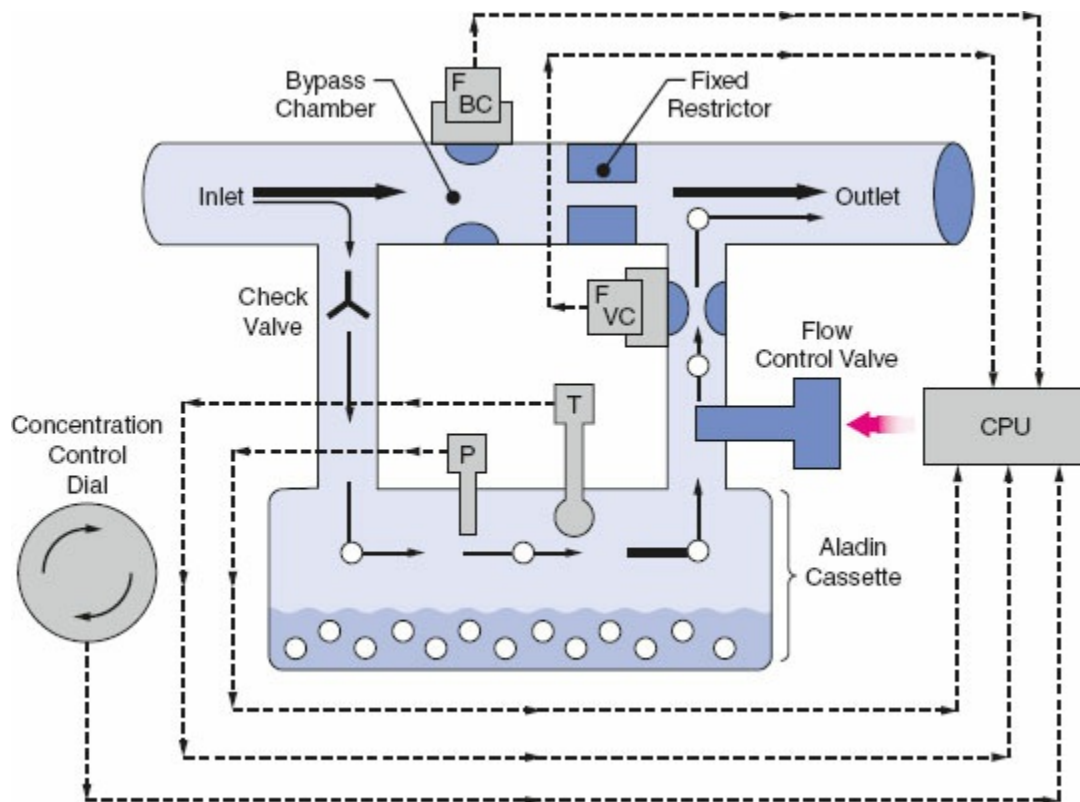 F
BC
Bypass
Chamber
Fixed
Restrictor
Inlet
Outlet
Check
Valve
F
VC
Flow
Control Valve
T
P
CPU
Concentration
Control
Dial
Aladin
Cassette